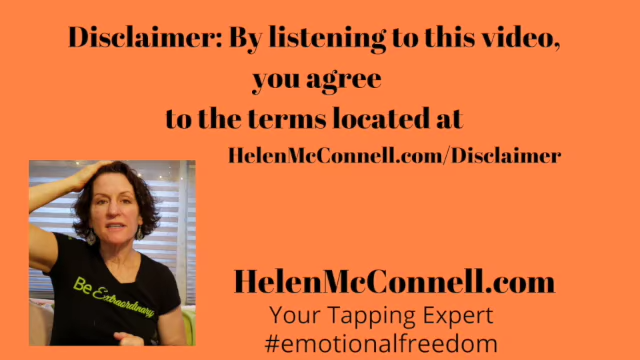 Disclaimer: By listening to this video,
you agree
to the terms located at
HelenMcConnell.com/Disclaimer
Be Extraordinary
HelenMcConnell.com
Your Tapping Expert
#emotionalfreedom